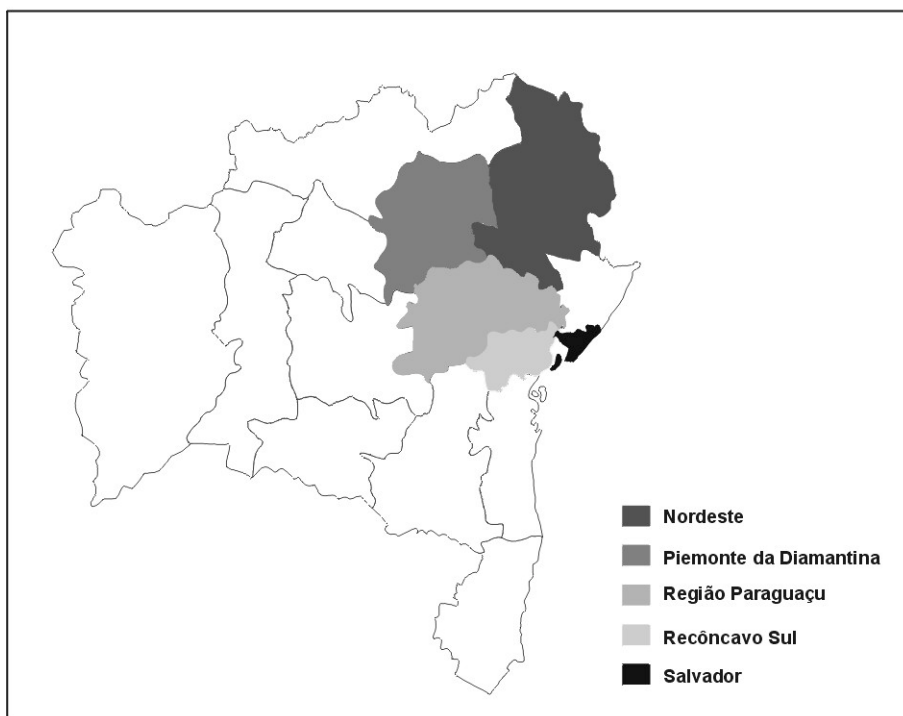 Nordeste
Piemonte da Diamantina
Região Paraguaçu
Recôncavo Sul
Salvador